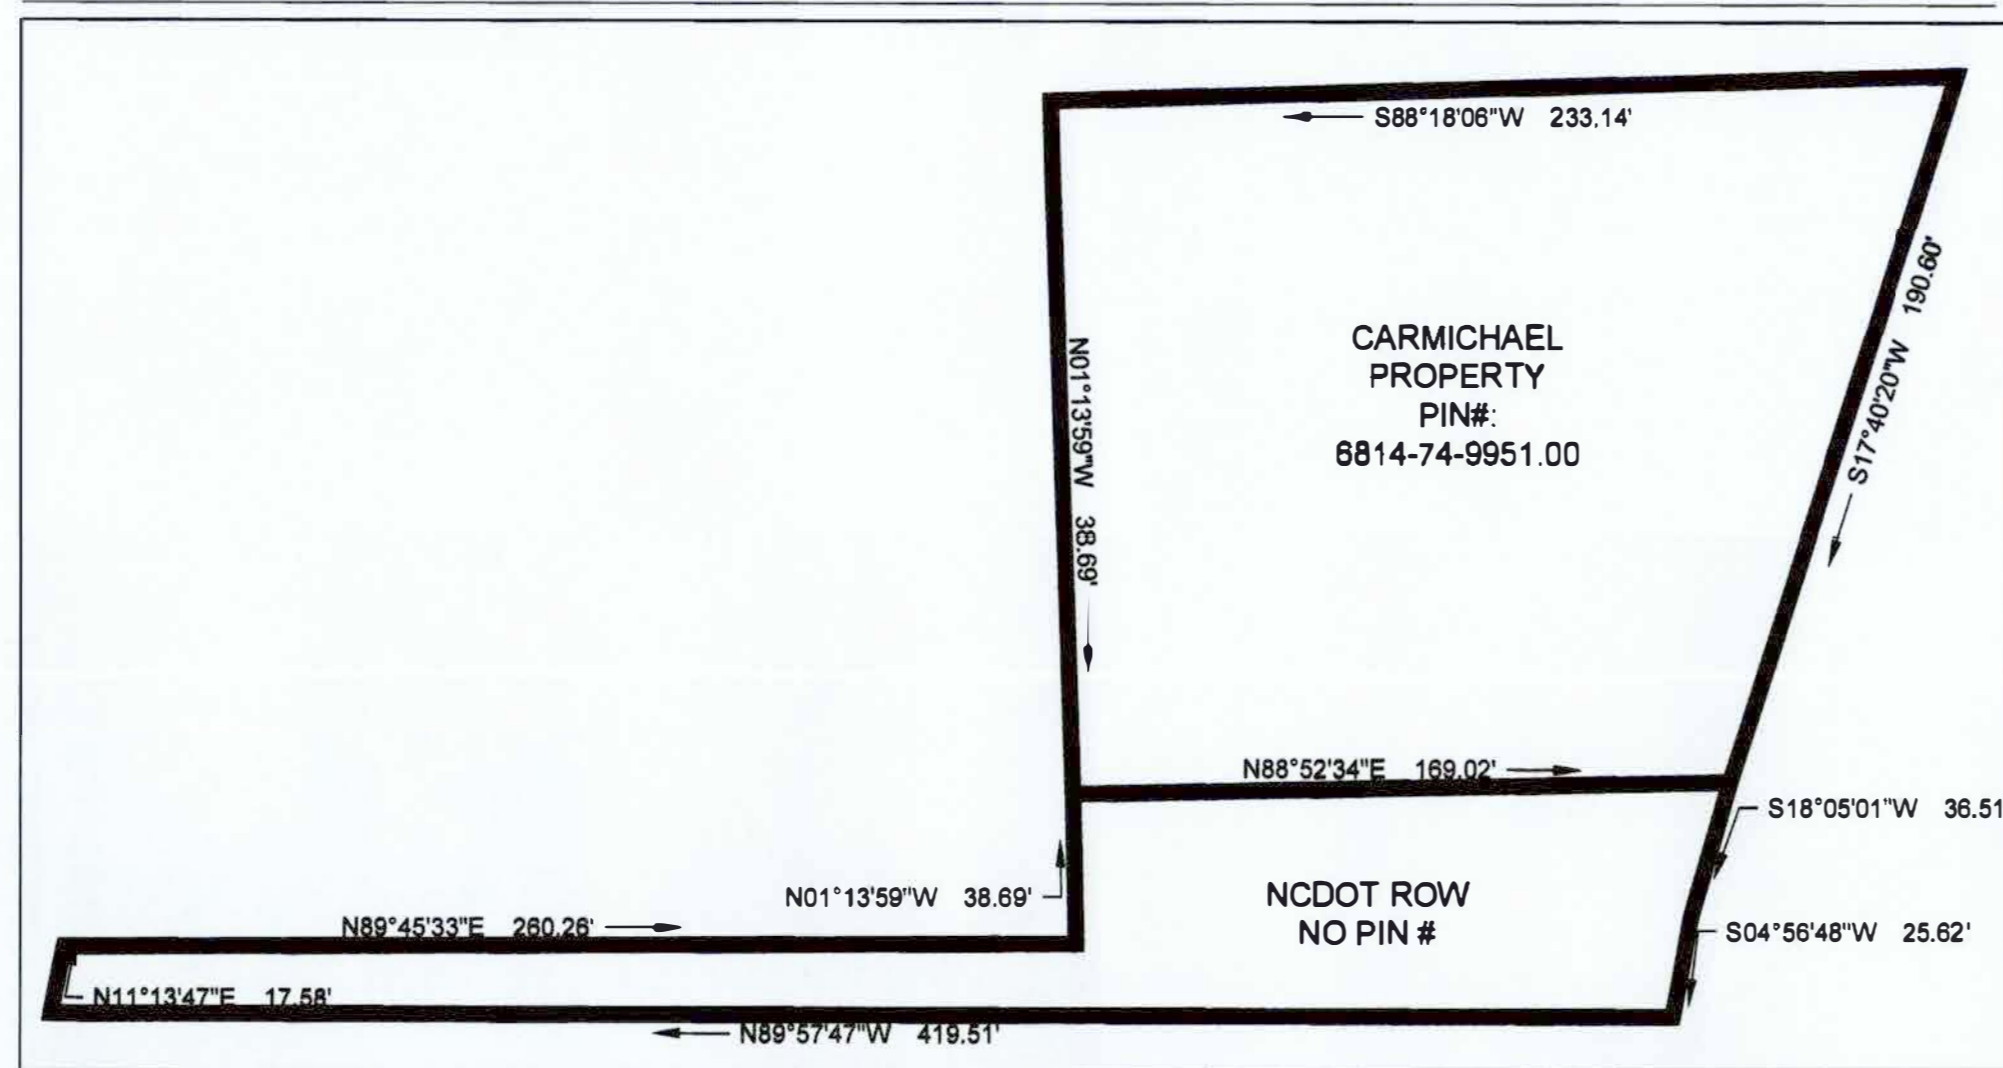 S88°18'06"W 233.14'
S17°40'20"W 190.60'
N01°13'59"W 38.69'
CARMICHAEL
PROPERTY
PIN#:
6814-74-9951.00
N88°52'34"E 169.02'
S18°05'01"W 36.51
N01°13'59"W 38.69'
NCDOT ROW
NO PIN #
N89°45'33"E 260.26'
S04°56'48"W 25.62'
N11°13'47"E 17.58'
N89°57'47"W 419.51'